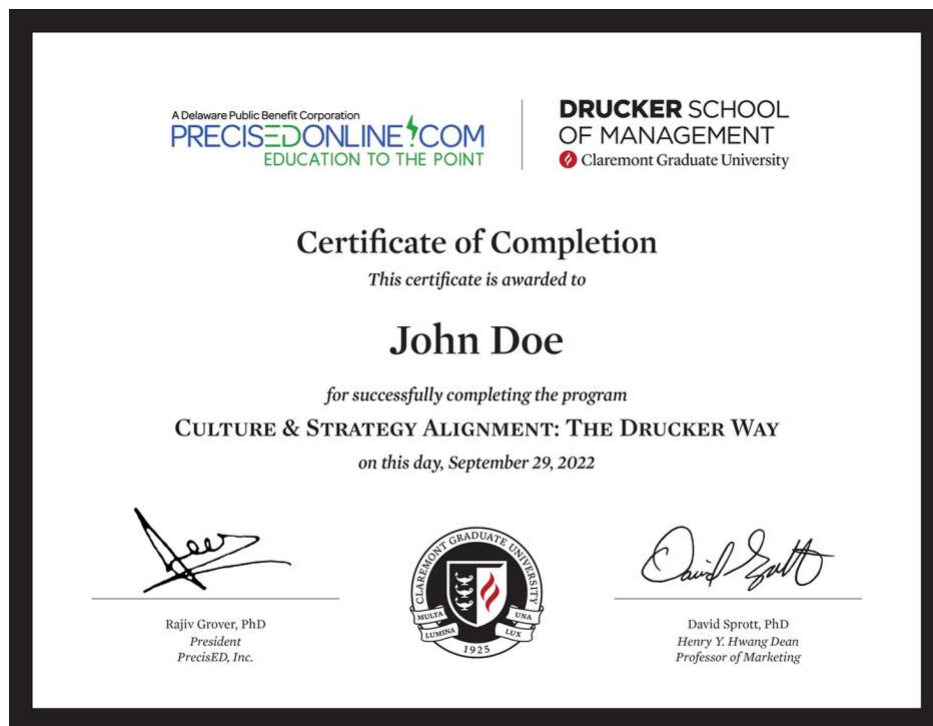 A Delaware Public Benefit Corporation
PRECISEDONLINE.COM
EDUCATION TO THE POINT
DRUCKER SCHOOL
OF MANAGEMENT
Claremont Graduate University
Certificate of Completion
This certificate is awarded to
John Doe
for successfully completing the program
CULTURE & STRATEGY ALIGNMENT: THE DRUCKER WAY
on this day, September 29, 2022
CLAREMONT GRADUATE UNIVERSITY
MULTA
LUMINA
UNA
LUX
1925
David Sprott
Rajiv Grover, PhD
President
PrecisED, Inc.
David Sprott, PhD
Henry Y. Hwang Dean
Professor of Marketing